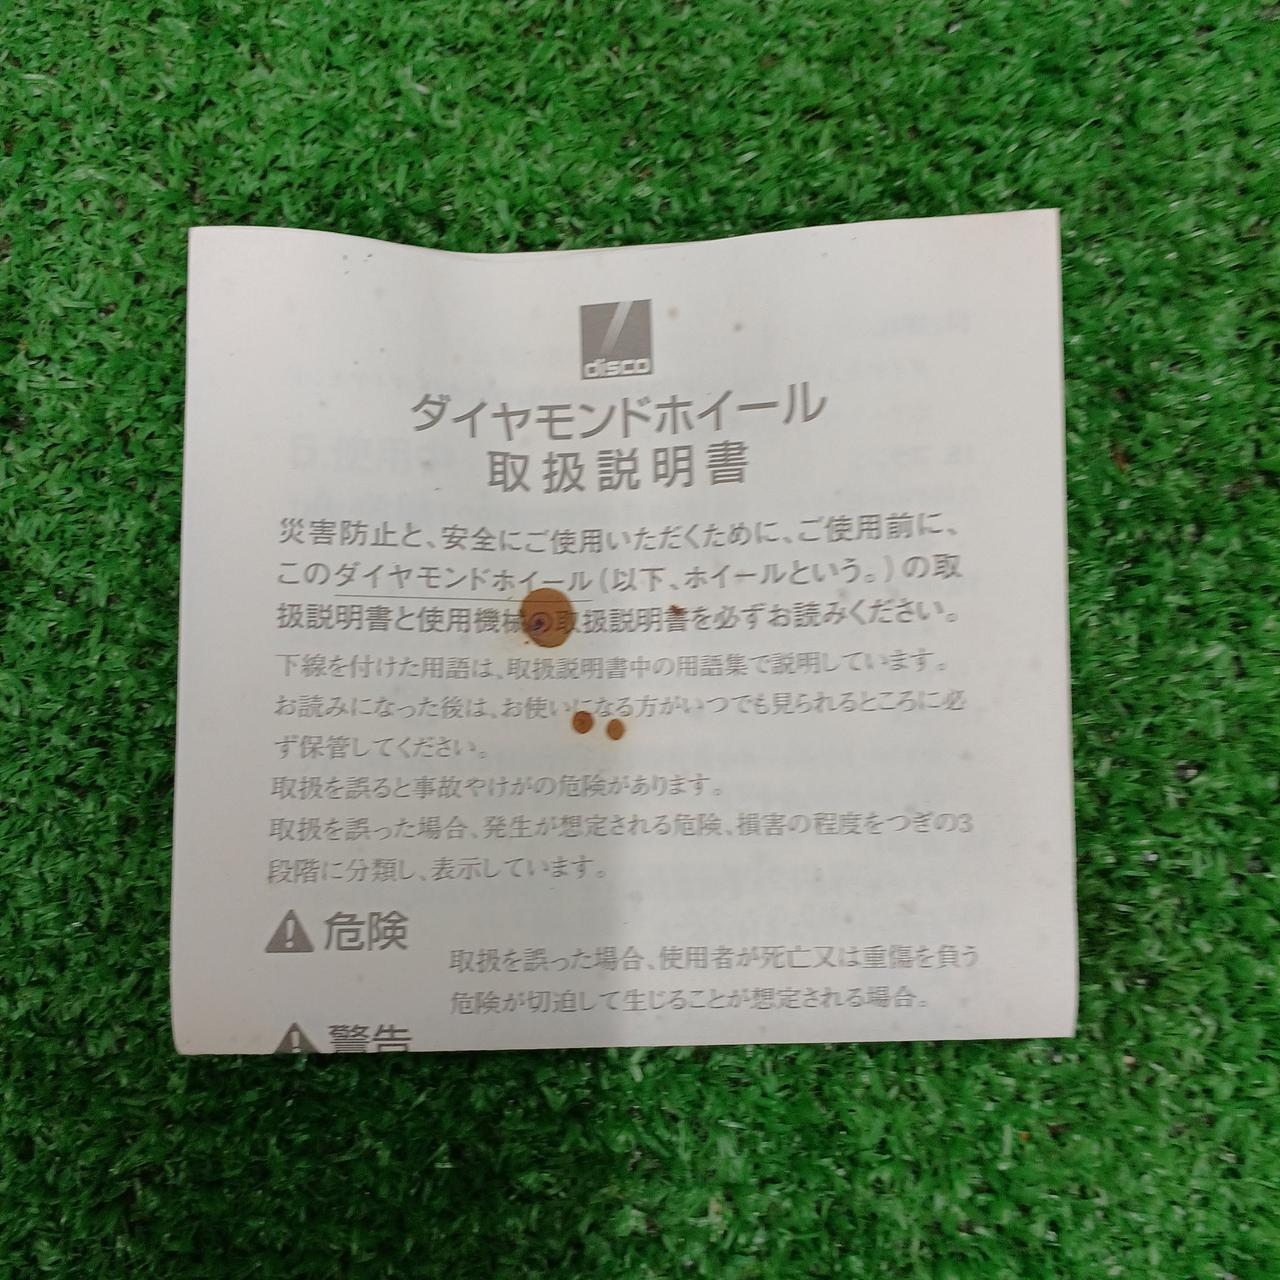 disco
ダイヤモンドホイール
取扱説明書
災害防止と、安全にご使用いただくために、ご使用前に、
このダイヤモンドホイール(以下、ホイールという。)の取
扱説明書と使用機械の取扱説明書を必ずお読みください。
下線を付けた用語は、取扱説明書中の用語集で説明しています。
お読みになった後は、お使いになる方がいつでも見られるところに必
ず保管してください。
取扱を誤ると事故やけがの危険があります。
取扱を誤った場合、発生が想定される危険、損害の程度をつぎの3
段階に分類し、表示しています。
危険
取扱を誤った場合、使用者が死亡又は重傷を負う
危険が切迫して生じることが想定される場合。
警告